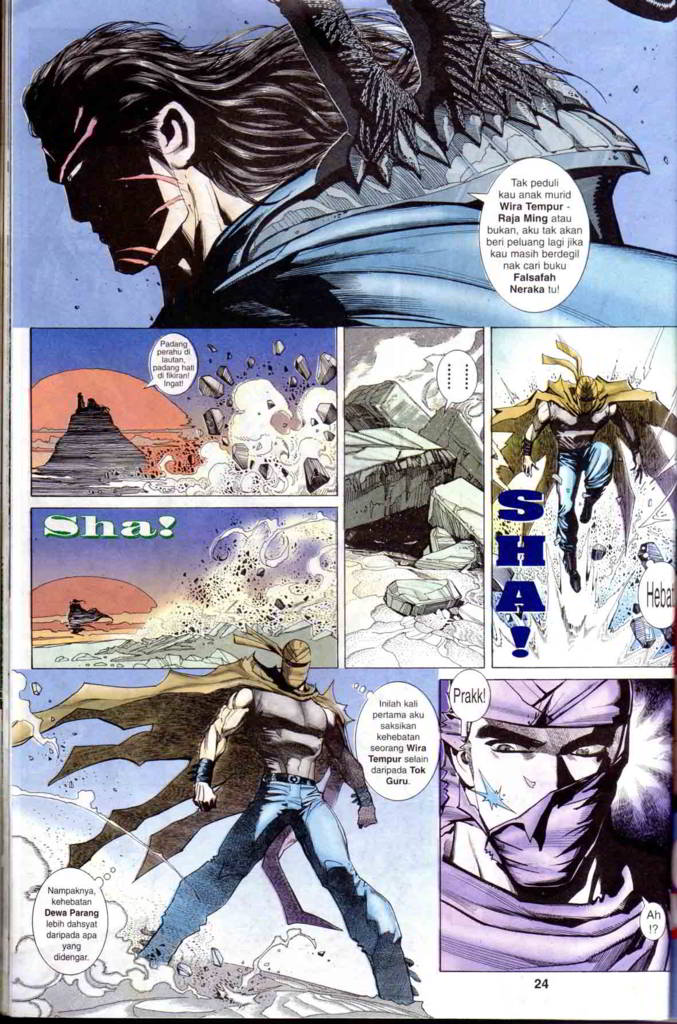 Tak peduli
kau anak murid
Wira Tempur -
Raja Ming atau
bukan, aku tak akan
beri peluang lagi jika
kau masih berdegil
nak cari buku
Falsafah
Neraka tu!
Padang
perahu di
lautan,
padang hati
di fikiran!
Ingat!
Sha!
SHA!
Hebat
Inilah kali
pertama aku
saksikan
kehebatan
seorang Wira
Tempur selain
daripada Tok
Guru.
Nampaknya,
kehebatan
Dewa Parang
lebih dahsyat
daripada apa
yang
didengar.
Prakk!
Ah
!?
24